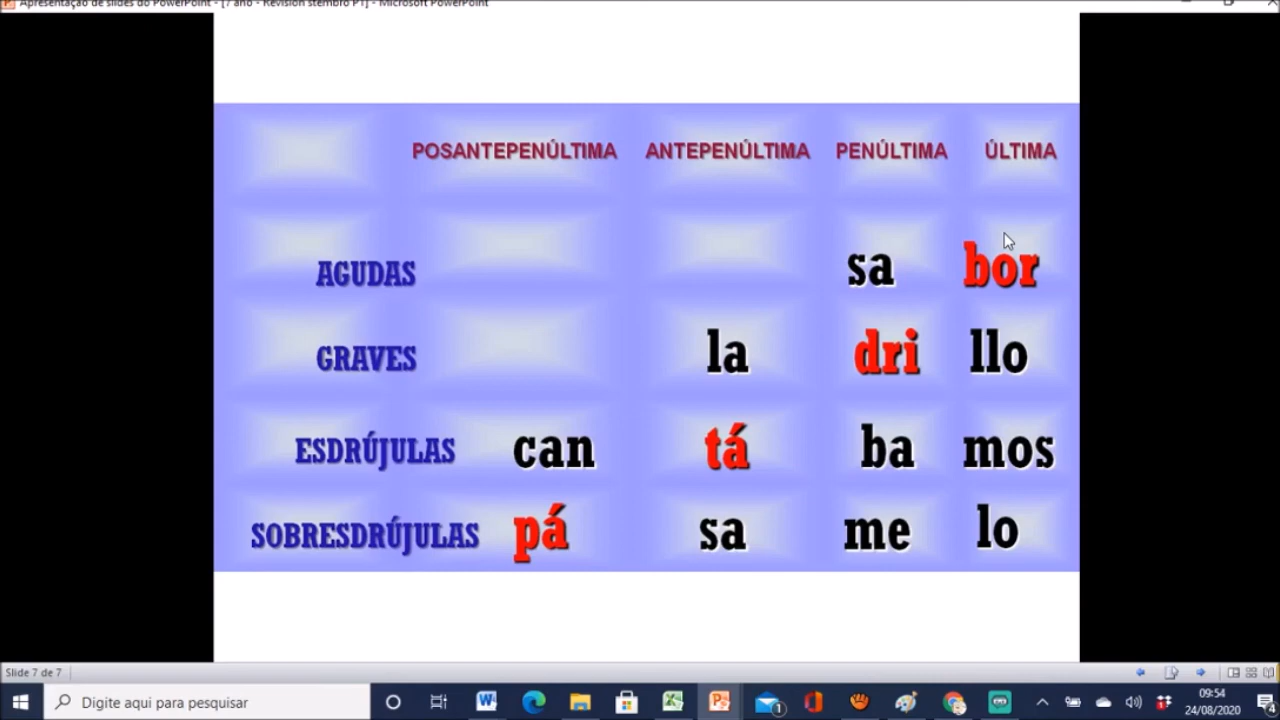 Apresentação de slides do PowerPoint - [7 ano - Revisión stembro P1] - Microsoft PowerPoint
POSANTEPENÚLTIMA ANTEPENÚLTIMA PENÚLTIMA ÚLTIMA
AGUDAS sa bor
GRAVES la dri llo
ESDRÚJULAS can tá ba mos
SOBRESDRÚJULAS pá sa me lo
Slide 7 de 7
Digite aqui para pesquisar
09:54
24/08/2020